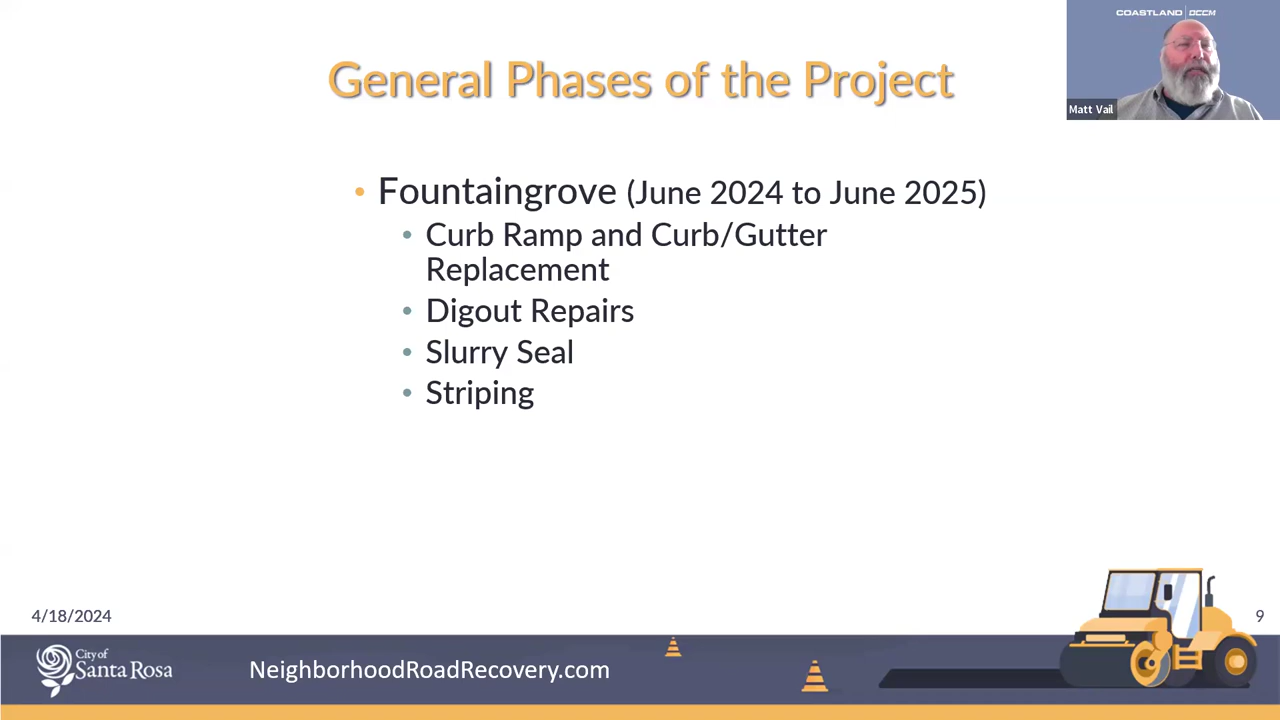 COASTLAND | DCCM
General Phases of the Project
Matt Vail
• Fountaingrove (June 2024 to June 2025)
• Curb Ramp and Curb/Gutter
Replacement
• Digout Repairs
• Slurry Seal
• Striping
4/18/2024
9
City of
Santa Rosa
NeighborhoodRoadRecovery.com